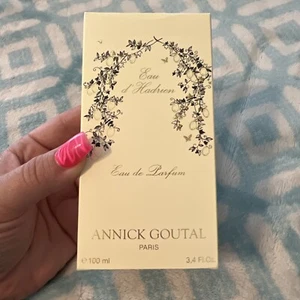 Eau
d'Hadrien
Eau de Parfum
ANNICK GOUTAL
PARIS
℮ 100 ml
3,4 Fl.Oz.